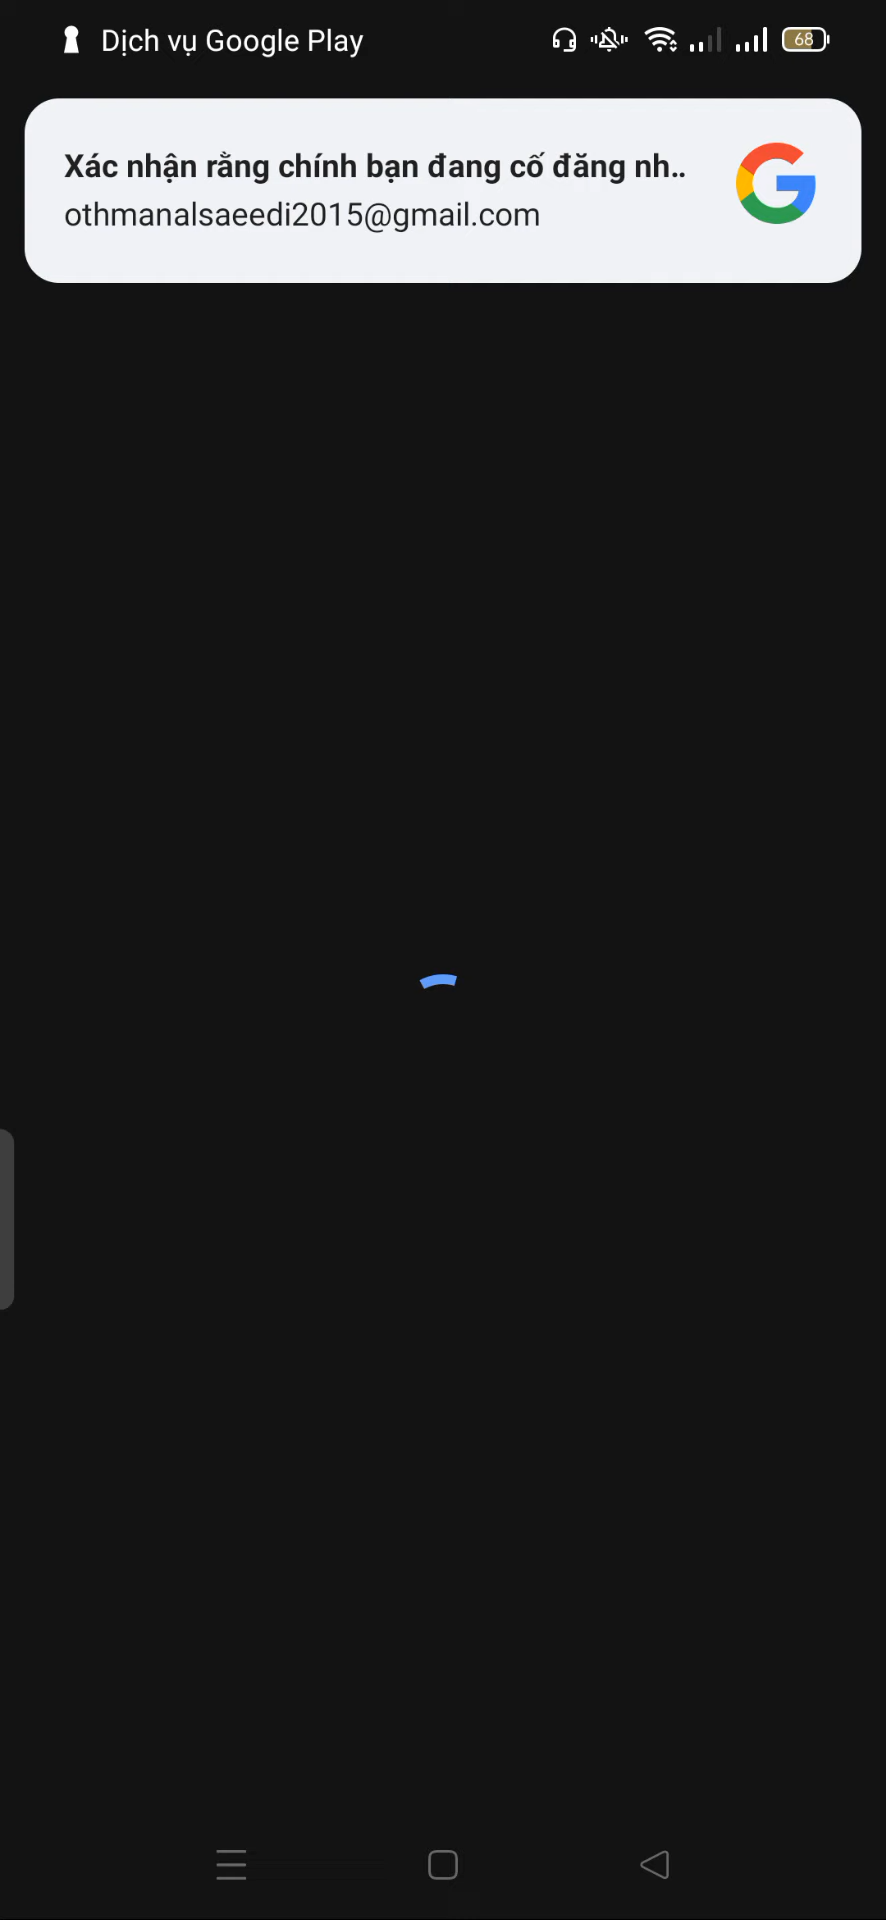 Dịch vụ Google Play
68
Xác nhận rằng chính bạn đang cố đăng nh..
othmanalsaeedi2015@gmail.com